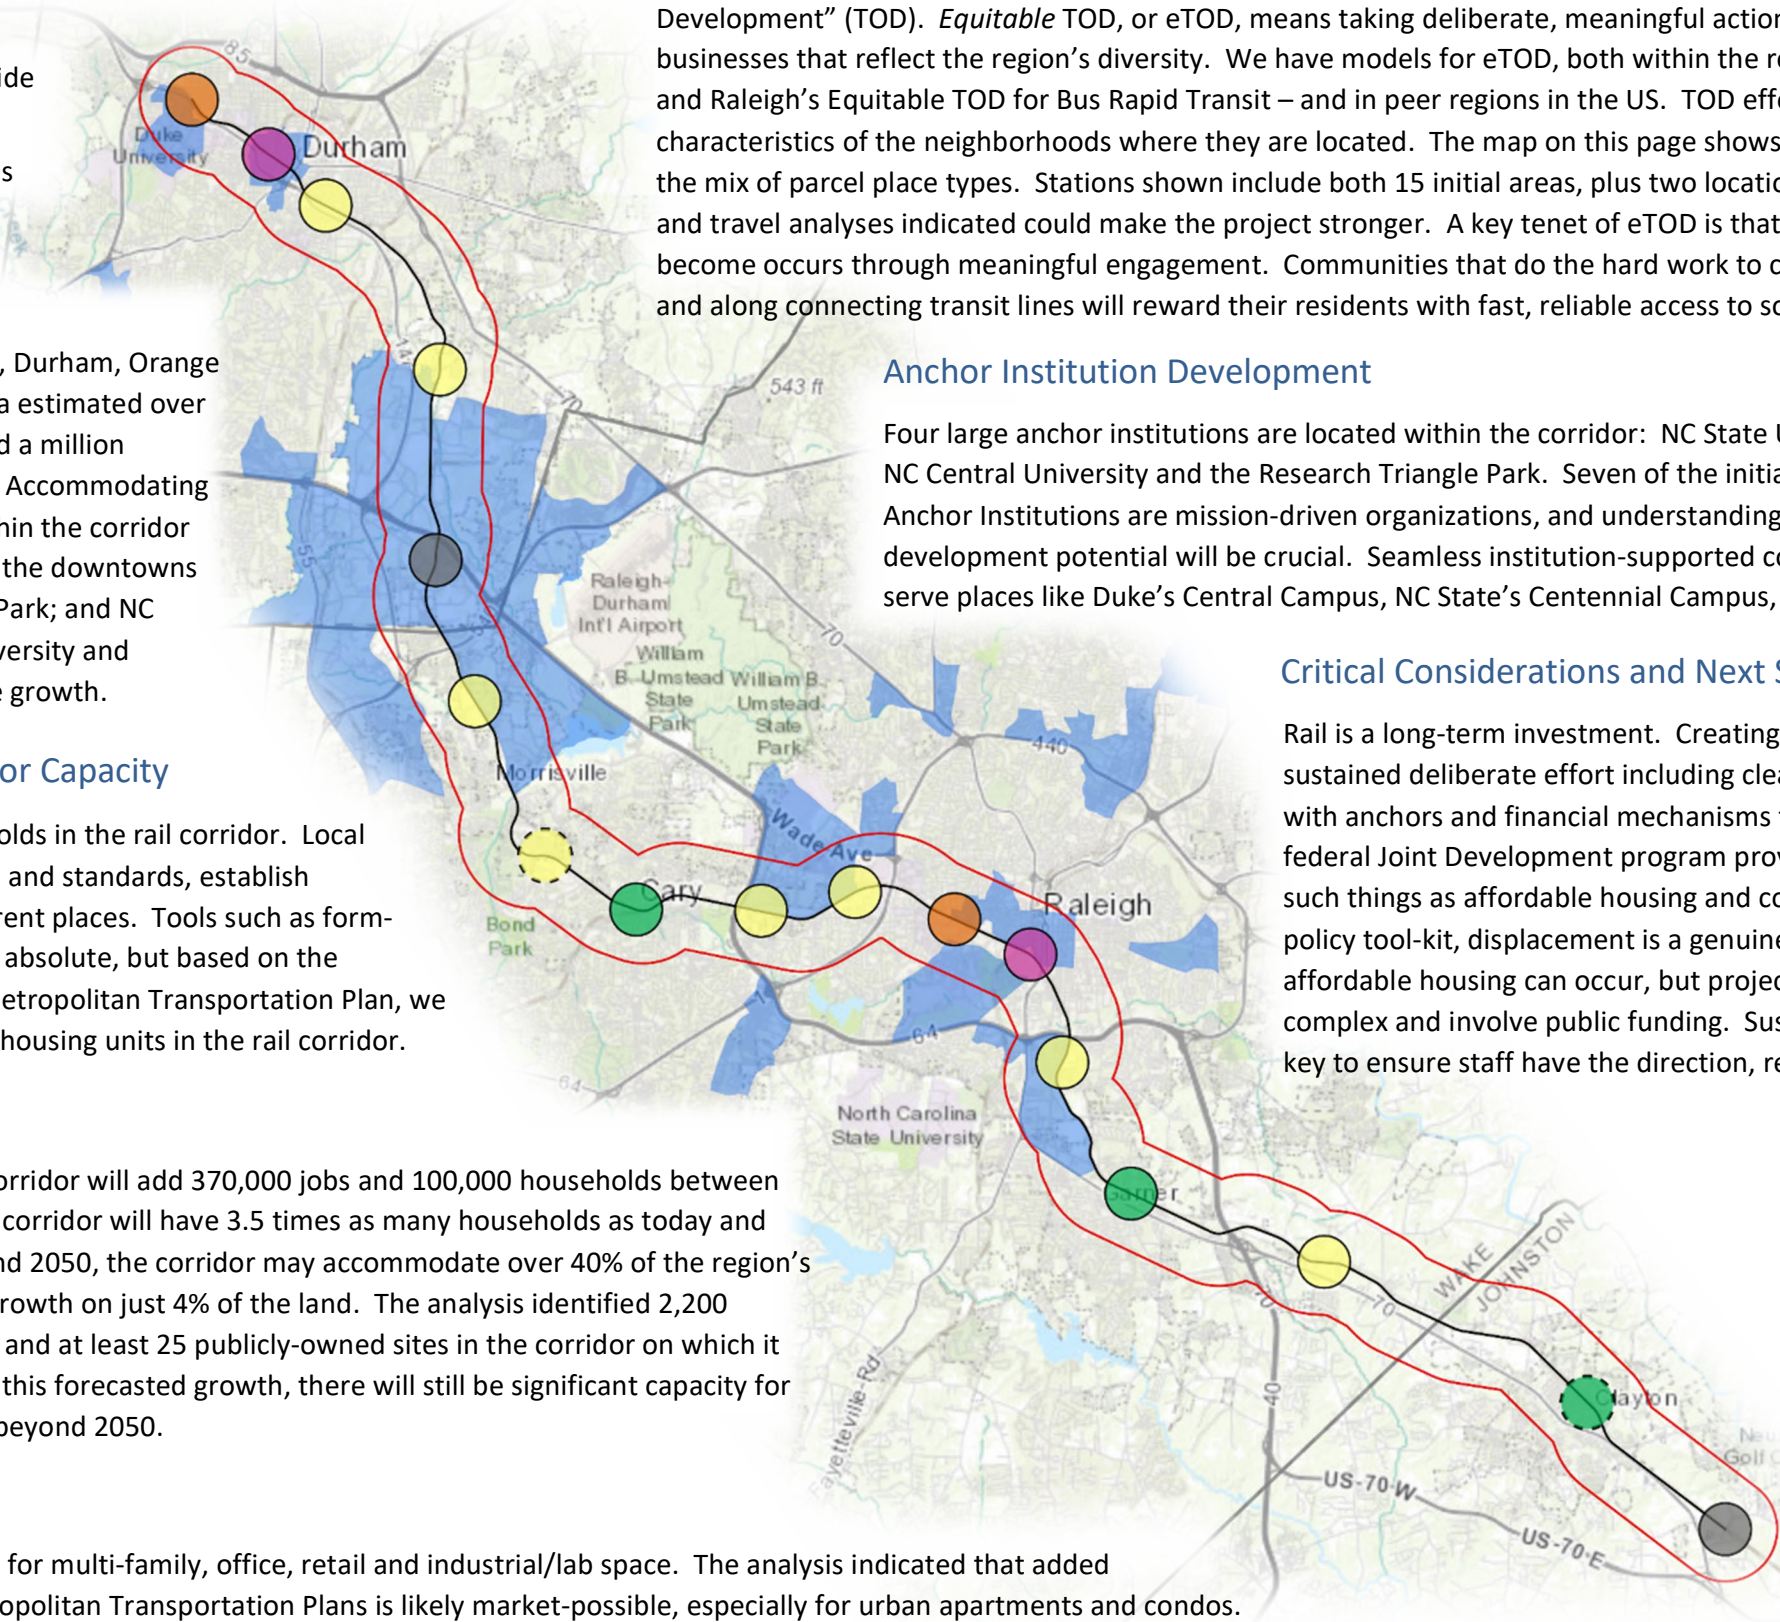 Development” (TOD). Equitable TOD, or eTOD, means taking deliberate, meaningful action
businesses that reflect the region’s diversity. We have models for eTOD, both within the re
and Raleigh’s Equitable TOD for Bus Rapid Transit – and in peer regions in the US. TOD effe
characteristics of the neighborhoods where they are located. The map on this page shows
the mix of parcel place types. Stations shown include both 15 initial areas, plus two locatio
and travel analyses indicated could make the project stronger. A key tenet of eTOD is that
become occurs through meaningful engagement. Communities that do the hard work to c
and along connecting transit lines will reward their residents with fast, reliable access to sc
ide
s
, Durham, Orange
a estimated over
d a million
Accommodating
hin the corridor
the downtowns
Park; and NC
versity and
e growth.
Anchor Institution Development
Four large anchor institutions are located within the corridor: NC State U
NC Central University and the Research Triangle Park. Seven of the initia
Anchor Institutions are mission-driven organizations, and understanding
development potential will be crucial. Seamless institution-supported co
serve places like Duke’s Central Campus, NC State’s Centennial Campus,
Critical Considerations and Next S
Rail is a long-term investment. Creating
sustained deliberate effort including clea
with anchors and financial mechanisms t
federal Joint Development program prov
such things as affordable housing and co
policy tool-kit, displacement is a genuine
affordable housing can occur, but projec
complex and involve public funding. Sus
key to ensure staff have the direction, re
or Capacity
olds in the rail corridor. Local
and standards, establish
rent places. Tools such as form-
absolute, but based on the
etropolitan Transportation Plan, we
housing units in the rail corridor.
orridor will add 370,000 jobs and 100,000 households between
corridor will have 3.5 times as many households as today and
nd 2050, the corridor may accommodate over 40% of the region’s
rowth on just 4% of the land. The analysis identified 2,200
and at least 25 publicly-owned sites in the corridor on which it
this forecasted growth, there will still be significant capacity for
beyond 2050.
for multi-family, office, retail and industrial/lab space. The analysis indicated that added
opolitan Transportation Plans is likely market-possible, especially for urban apartments and condos.
85
Duke
University
Durham
eek
147
70
543 ft
55
54
Raleigh-
Durham
Int'l Airport
70
William
B. Umstead
State
Park
William B.
Umstead
State
Park
440
Morrisville
Wade Ave
Cary
Bond
Park
Raleigh
1
64
64
North Carolina
State University
Garner
70
70
WAKE
JOHNSTON
Fayetteville-Rd
40
Clayton
Neu
Golf C
US-70-W
US-70-E